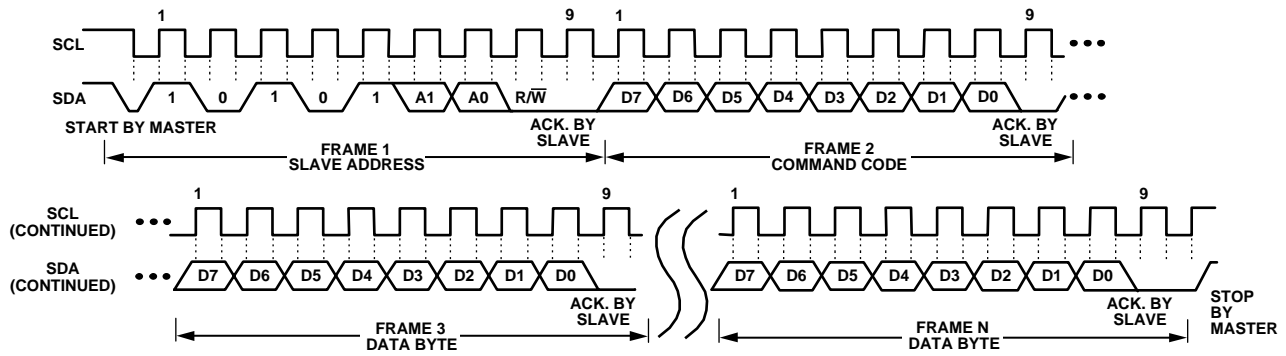 1 9 1 9
SCL
SDA 1 0 1 0 1 A1 A0 R/W̅ D7 D6 D5 D4 D3 D2 D1 D0
START BY MASTER ACK. BY SLAVE ACK. BY SLAVE
FRAME 1 SLAVE ADDRESS FRAME 2 COMMAND CODE
1 9 1 9
SCL (CONTINUED)
SDA (CONTINUED) D7 D6 D5 D4 D3 D2 D1 D0 D7 D6 D5 D4 D3 D2 D1 D0
ACK. BY SLAVE ACK. BY SLAVE STOP BY MASTER
FRAME 3 DATA BYTE FRAME N DATA BYTE